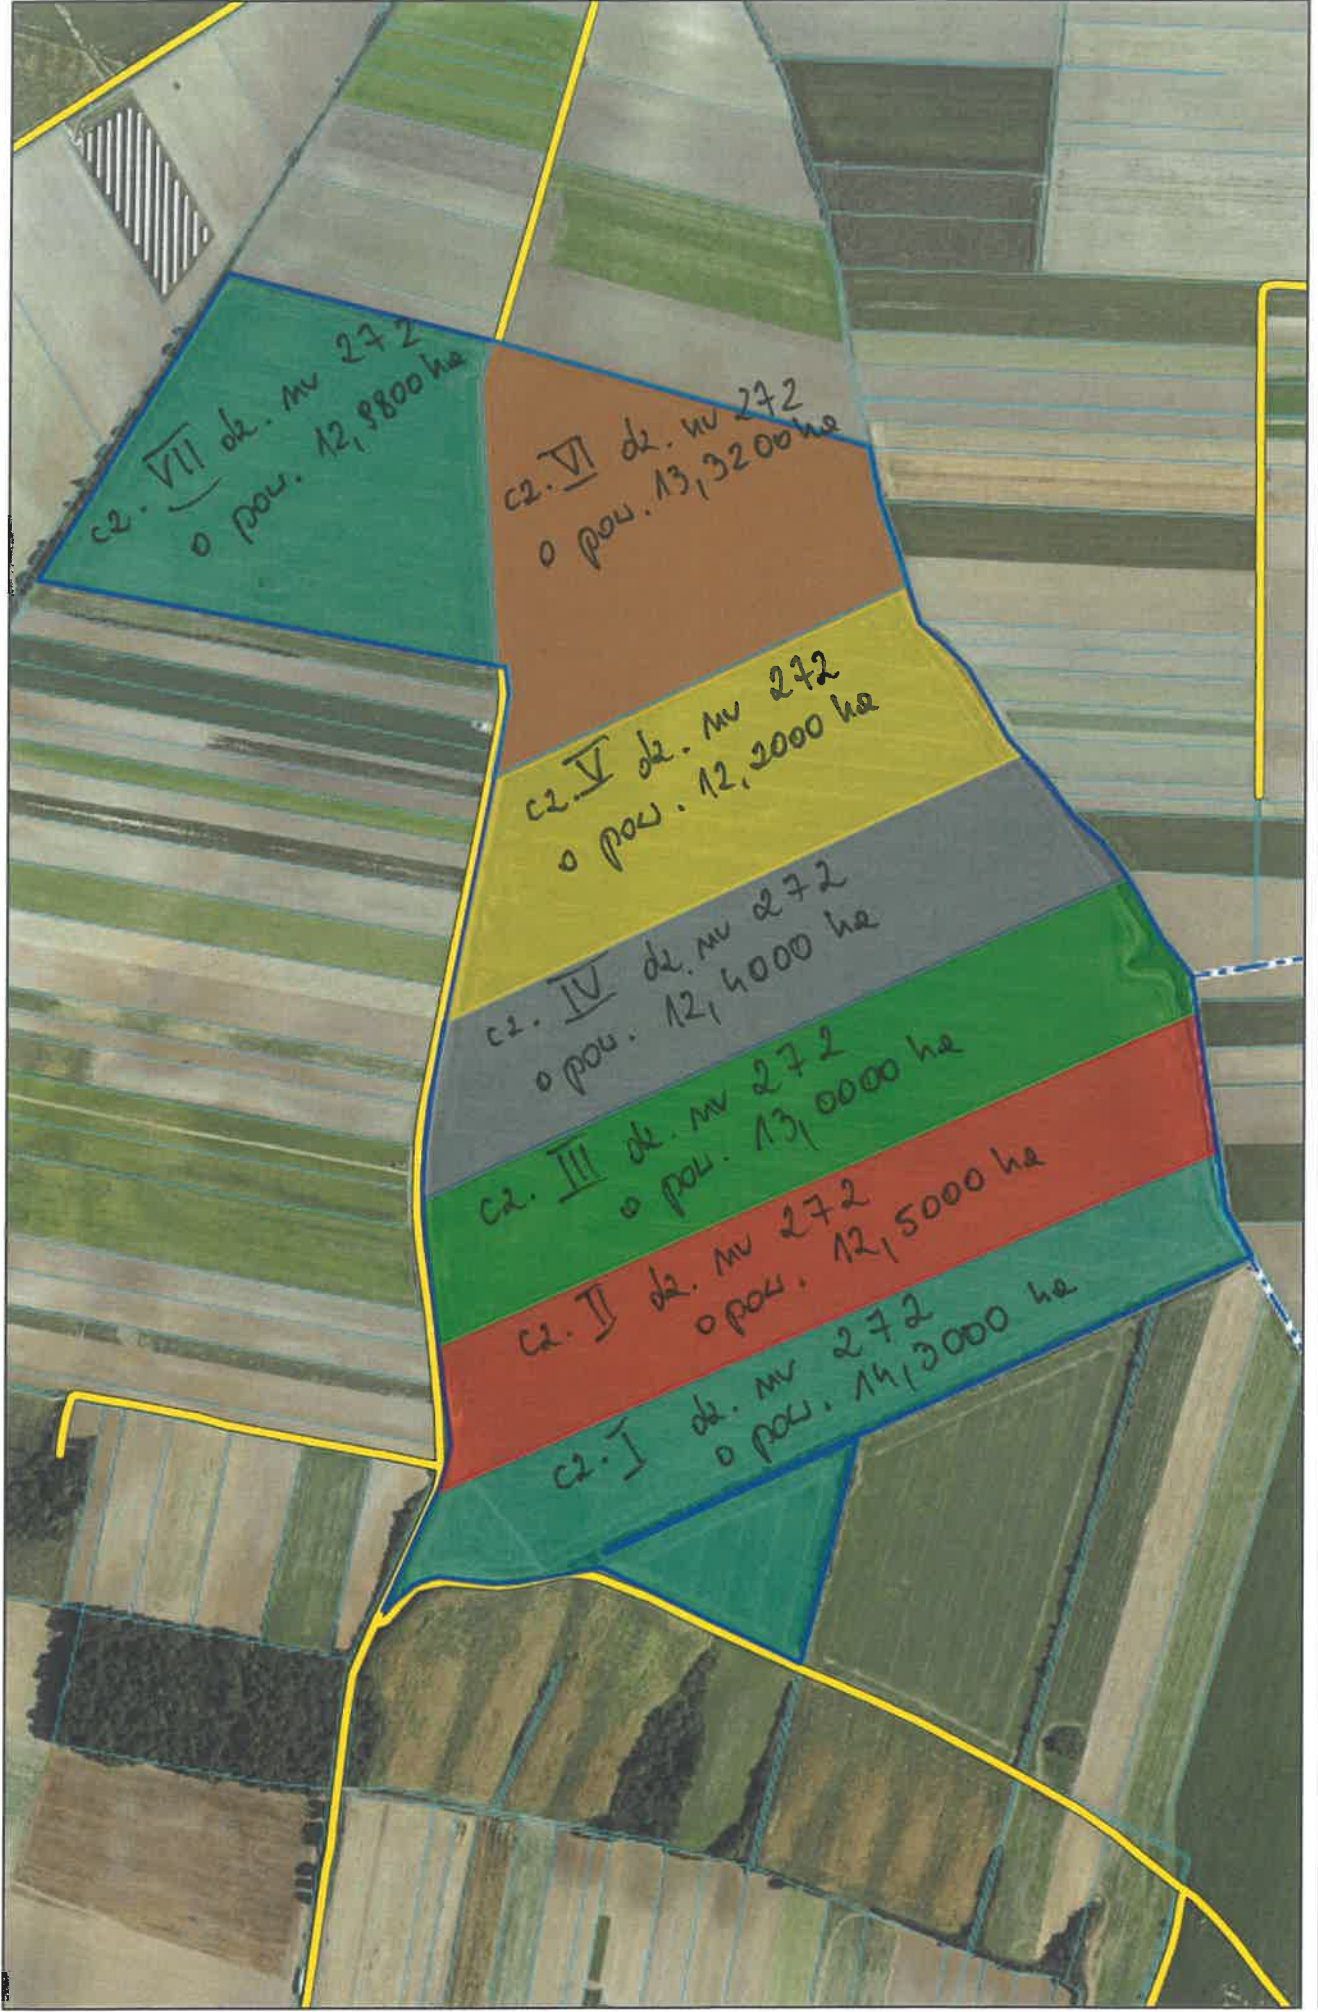 cz. VII dz. nr 272
o pow. 12,9800 ha
cz. VI dz. nr 272
o pow. 13,3200 ha
cz. V dz. nr 272
o pow. 12,2000 ha
cz. IV dz. nr 272
o pow. 12,4000 ha
cz. III dz. nr 272
o pow. 13,0000 ha
cz. II dz. nr 272
o pow. 12,5000 ha
cz. I dz. nr 272
o pow. 14,3000 ha